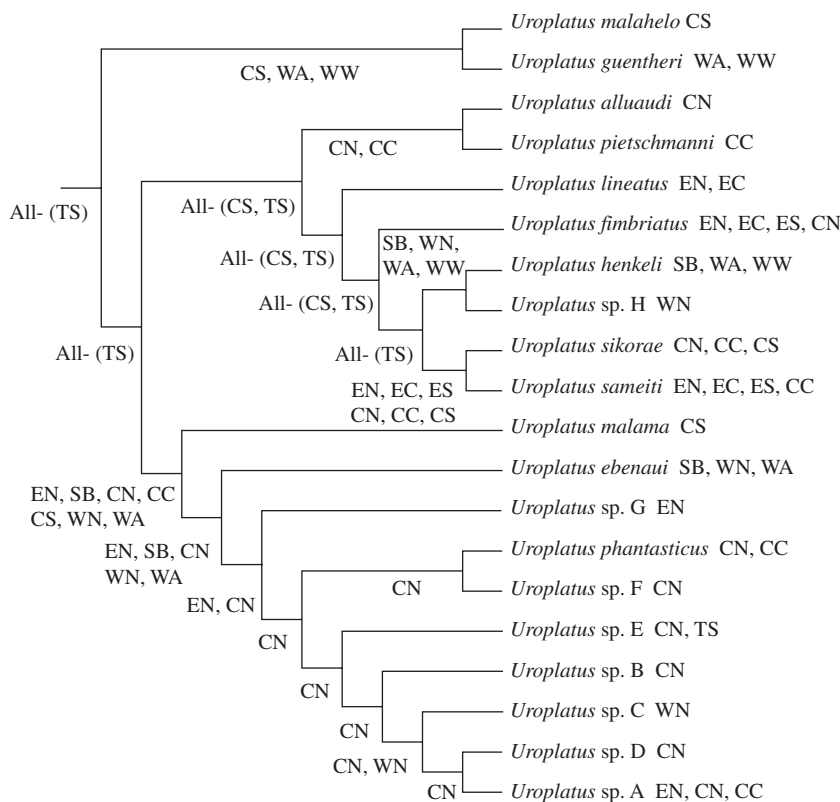 Uroplatus malahelo CS
CS, WA, WW
Uroplatus guentheri WA, WW
Uroplatus alluaudi CN
CN, CC
Uroplatus pietschmanni CC
All- (TS)
All- (CS, TS)
Uroplatus lineatus EN, EC
Uroplatus fimbriatus EN, EC, ES, CN
All- (CS, TS)
SB, WN,
WA, WW
Uroplatus henkeli SB, WA, WW
All- (CS, TS)
Uroplatus sp. H WN
All- (TS)
All- (TS)
Uroplatus sikorae CN, CC, CS
EN, EC, ES
CN, CC, CS
Uroplatus sameiti EN, EC, ES, CC
Uroplatus malama CS
Uroplatus ebenaui SB, WN, WA
EN, SB, CN, CC
CS, WN, WA
Uroplatus sp. G EN
EN, SB, CN
WN, WA
Uroplatus phantasticus CN, CC
EN, CN
CN
Uroplatus sp. F CN
CN
Uroplatus sp. E CN, TS
CN
Uroplatus sp. B CN
CN
Uroplatus sp. C WN
CN, WN
Uroplatus sp. D CN
CN
Uroplatus sp. A EN, CN, CC